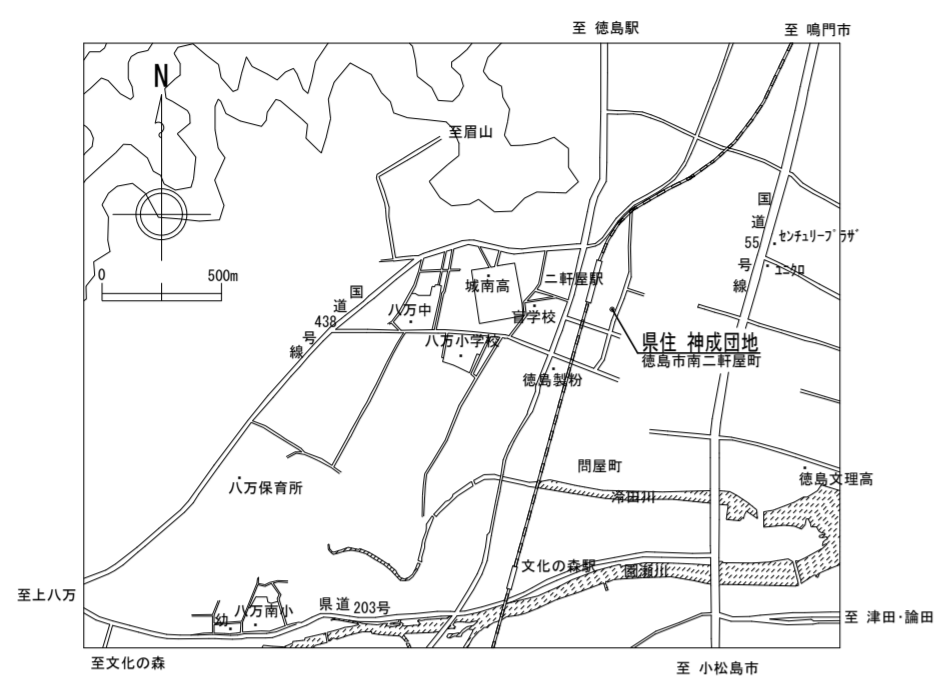 至 徳島駅
至 鳴門市
N
至眉山
国道55号線
センチュリープラザ
ユニクロ
0 500m
国道438号線
城南高
二軒屋駅
八万中
盲学校
八万小学校
県住 神成団地
徳島市南二軒屋町
徳島製粉
問屋町
徳島文理高
八万保育所
冷田川
文化の森駅
園瀬川
至上八万
八万南小
幼
県道203号
至 津田・論田
至文化の森
至 小松島市